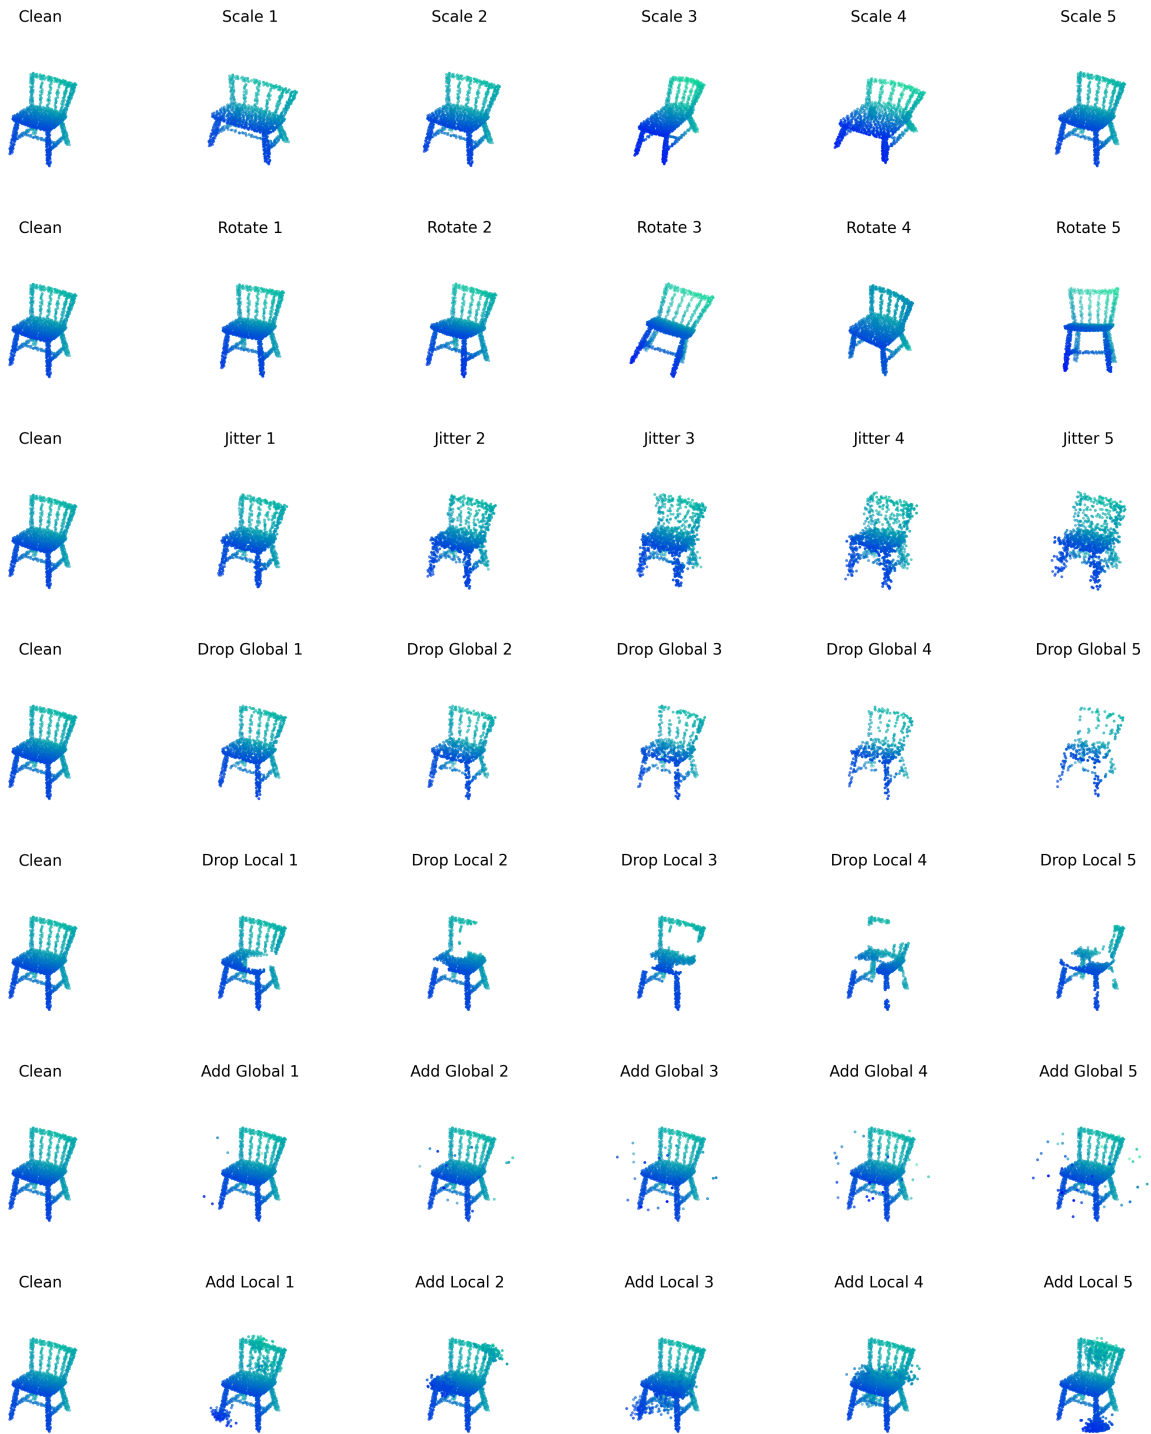 Clean Scale 1 Scale 2 Scale 3 Scale 4 Scale 5
Clean Rotate 1 Rotate 2 Rotate 3 Rotate 4 Rotate 5
Clean Jitter 1 Jitter 2 Jitter 3 Jitter 4 Jitter 5
Clean Drop Global 1 Drop Global 2 Drop Global 3 Drop Global 4 Drop Global 5
Clean Drop Local 1 Drop Local 2 Drop Local 3 Drop Local 4 Drop Local 5
Clean Add Global 1 Add Global 2 Add Global 3 Add Global 4 Add Global 5
Clean Add Local 1 Add Local 2 Add Local 3 Add Local 4 Add Local 5